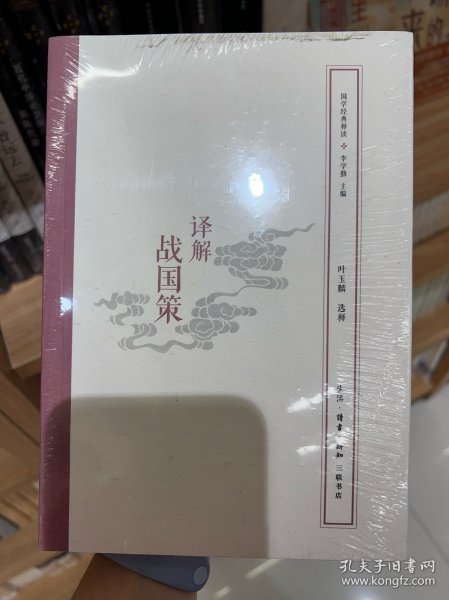 国学经典释读 李学勤 主编
叶玉麟 选释
生活·读书·新知 三联书店
译解
战国策
孔夫子旧书网
www.kongfz.com